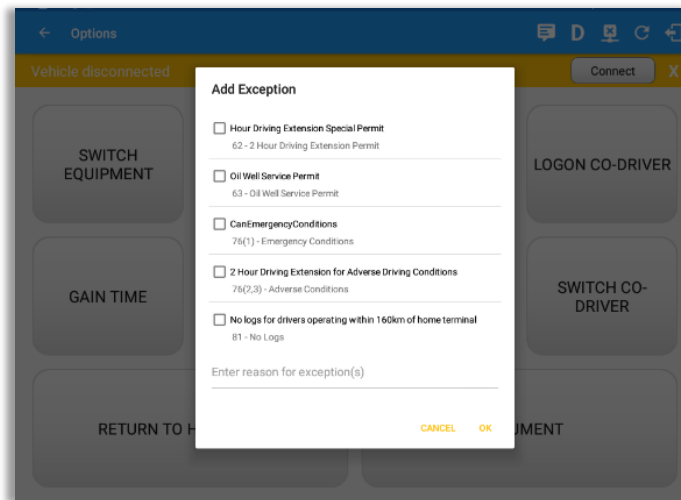 Options
D
Vehicle disconnected
Connect
X
Add Exception
Hour Driving Extension Special Permit
62 - 2 Hour Driving Extension Permit
Oil Well Service Permit
63 - Oil Well Service Permit
CanEmergencyConditions
76(1) - Emergency Conditions
2 Hour Driving Extension for Adverse Driving Conditions
76(2,3) - Adverse Conditions
No logs for drivers operating within 160km of home terminal
81 - No Logs
Enter reason for exception(s)
CANCEL
OK
SWITCH
EQUIPMENT
LOGON CO-DRIVER
GAIN TIME
SWITCH CO-
DRIVER
RETURN TO H
UMENT